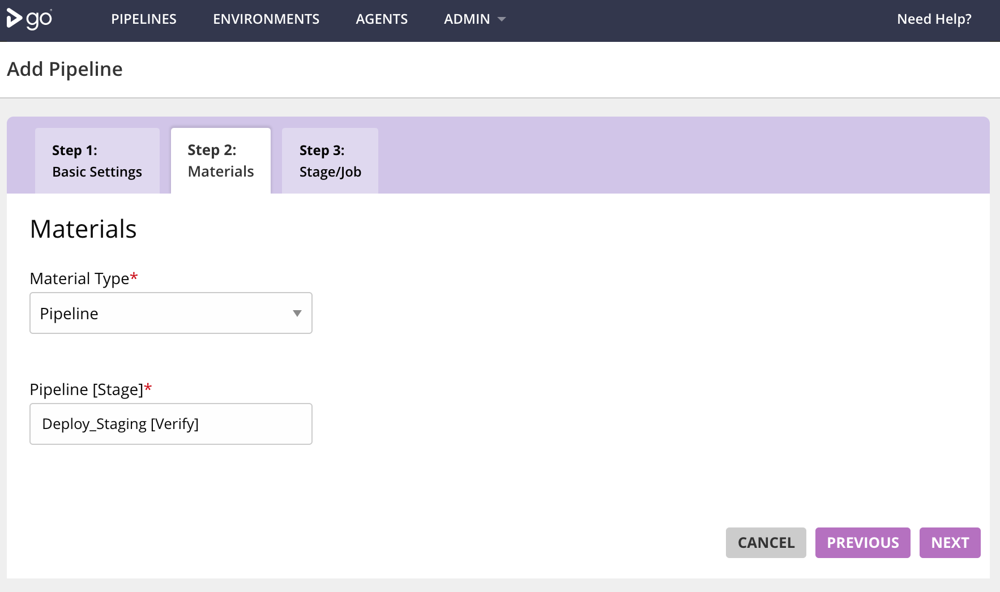 go PIPELINES ENVIRONMENTS AGENTS ADMIN Need Help?
Add Pipeline
Step 1:
Basic Settings
Step 2:
Materials
Step 3:
Stage/Job
Materials
Material Type*
Pipeline
Pipeline [Stage]*
Deploy_Staging [Verify]
CANCEL PREVIOUS NEXT